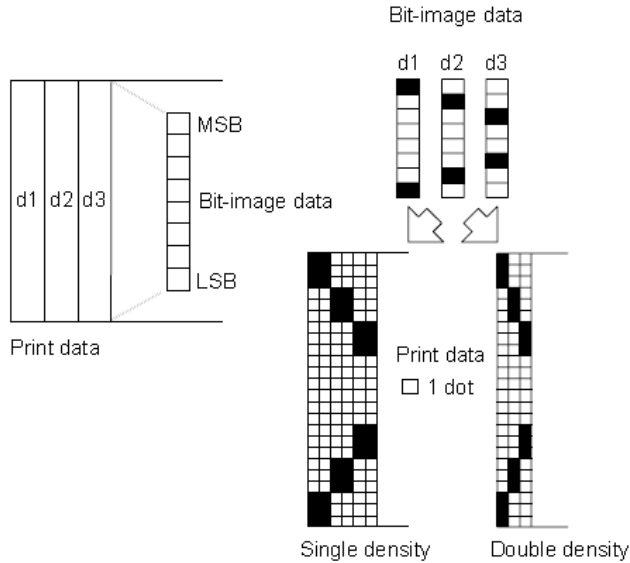 Bit-image data
d1 d2 d3
MSB
d1 d2 d3
Bit-image data
LSB
Print data
Print data
1 dot
Single density
Double density